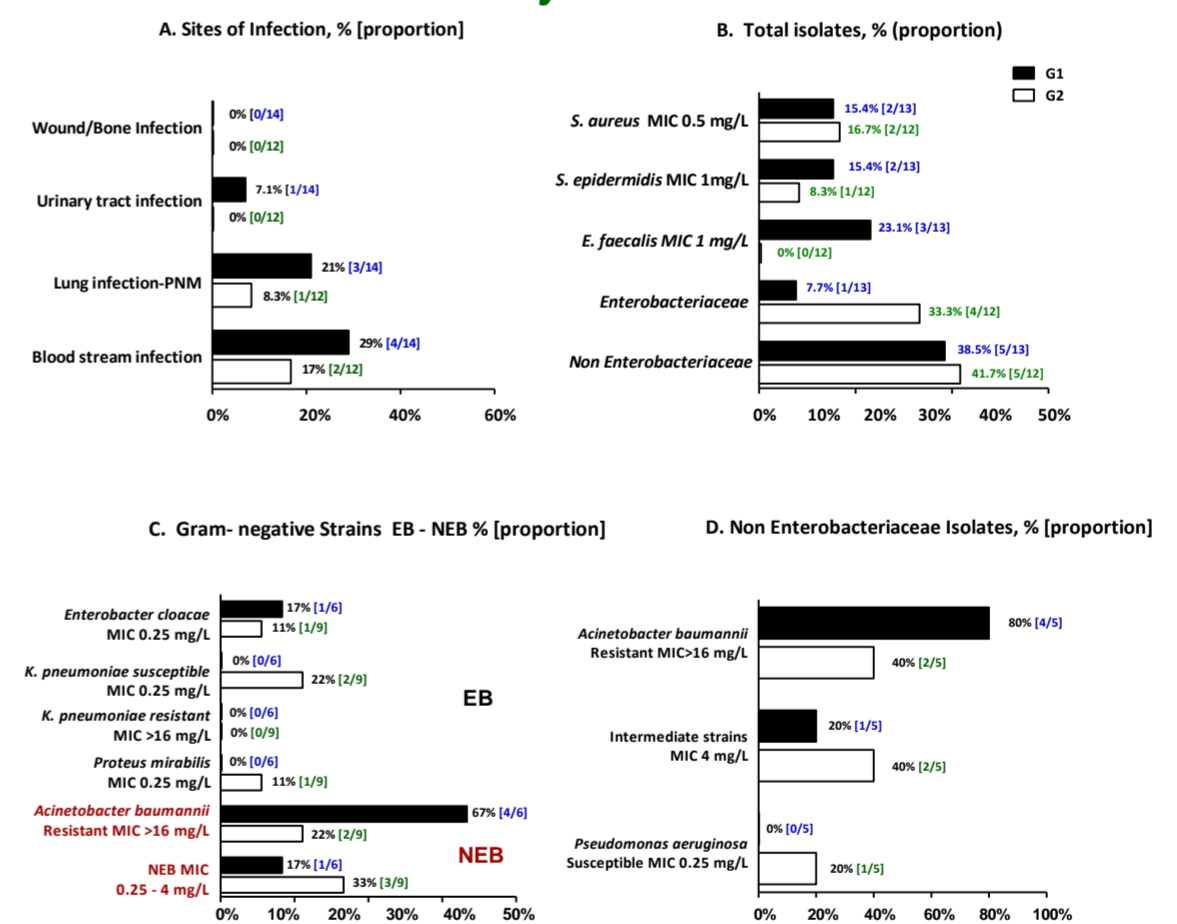 A. Sites of Infection, % [proportion]
Wound/Bone Infection
0% [0/14]
0% [0/12]
Urinary tract infection
7.1% [1/14]
0% [0/12]
Lung infection-PNM
21% [3/14]
8.3% [1/12]
Blood stream infection
29% [4/14]
17% [2/12]
0% 20% 40% 60%
B. Total isolates, % (proportion)
G1
G2
S. aureus MIC 0.5 mg/L
15.4% [2/13]
16.7% [2/12]
S. epidermidis MIC 1mg/L
15.4% [2/13]
8.3% [1/12]
E. faecalis MIC 1 mg/L
23.1% [3/13]
0% [0/12]
Enterobacteriaceae
7.7% [1/13]
33.3% [4/12]
Non Enterobacteriaceae
38.5% [5/13]
41.7% [5/12]
0% 10% 20% 30% 40% 50%
C. Gram- negative Strains EB - NEB % [proportion]
Enterobacter cloacae
MIC 0.25 mg/L
17% [1/6]
11% [1/9]
K. pneumoniae susceptible
MIC 0.25 mg/L
0% [0/6]
22% [2/9]
EB
K. pneumoniae resistant
MIC >16 mg/L
0% [0/6]
0% [0/9]
Proteus mirabilis
MIC 0.25 mg/L
0% [0/6]
11% [1/9]
Acinetobacter baumannii
Resistant MIC >16 mg/L
67% [4/6]
22% [2/9]
NEB
NEB MIC
0.25 - 4 mg/L
17% [1/6]
33% [3/9]
0% 10% 20% 30% 40% 50%
D. Non Enterobacteriaceae Isolates, % [proportion]
Acinetobacter baumannii
Resistant MIC>16 mg/L
80% [4/5]
40% [2/5]
Intermediate strains
MIC 4 mg/L
20% [1/5]
40% [2/5]
Pseudomonas aeruginosa
Susceptible MIC 0.25 mg/L
0% [0/5]
20% [1/5]
0% 20% 40% 60% 80% 100%